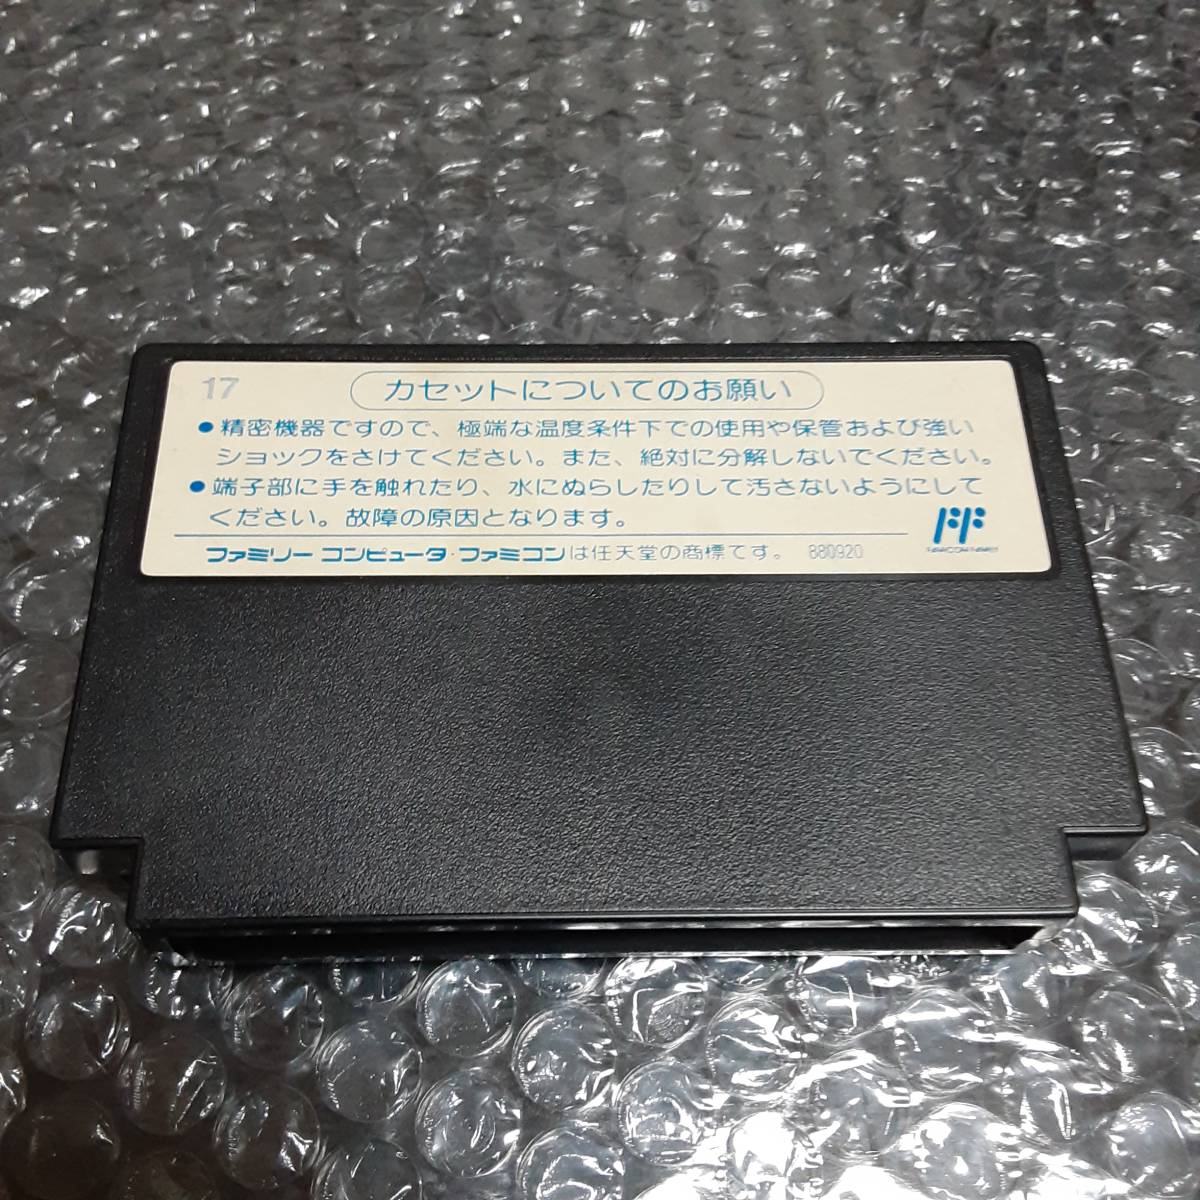 17
カセットについてのお願い
●精密機器ですので、極端な温度条件下での使用や保管および強い
ショックをさけてください。また、絶対に分解しないでください。
●端子部に手を触れたり、水にぬらしたりして汚さないようにして
ください。故障の原因となります。
ファミリー コンピュータ・ファミコンは任天堂の商標です。 880920
FF
FAMICOM FAMILY